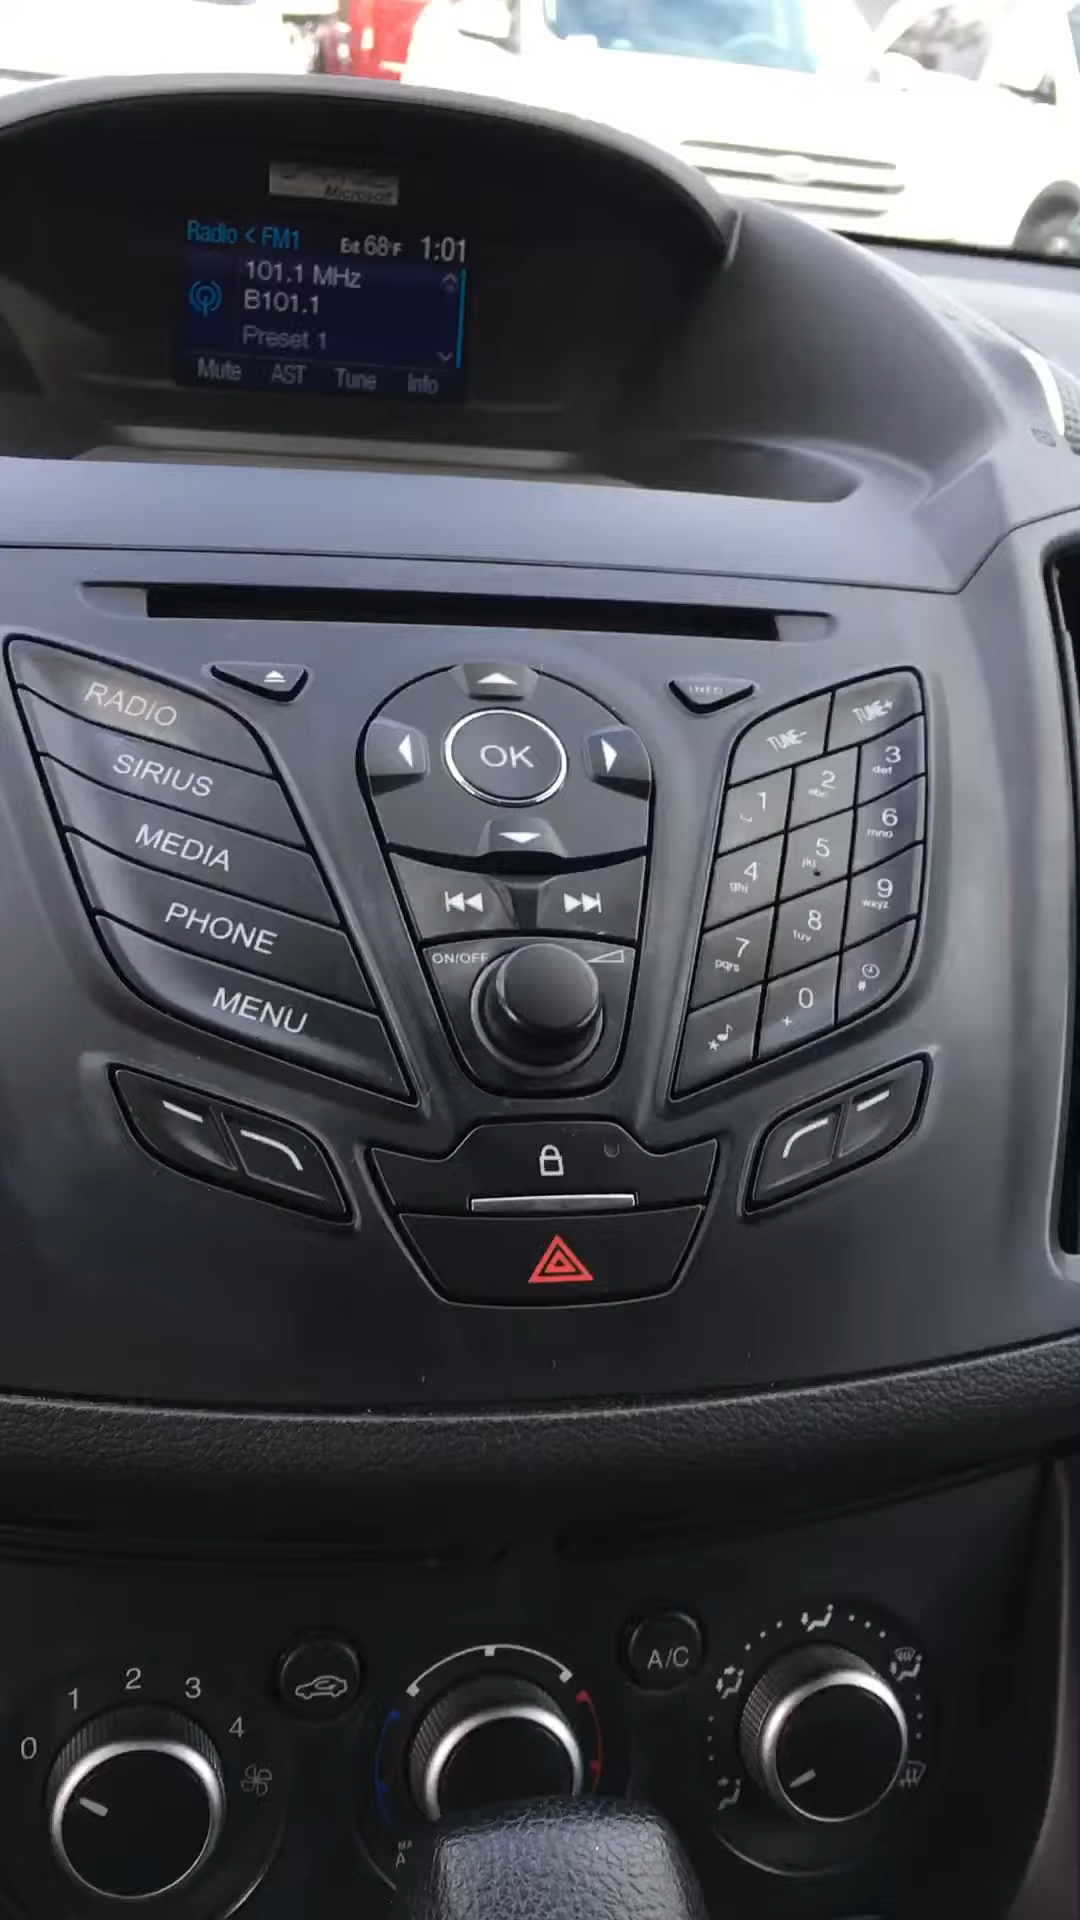 Microsoft
Radio < FM1 Ext 68°F 1:01
101.1 MHz
B101.1
Preset 1
Mute AST Tune Info
RADIO
SIRIUS
MEDIA
PHONE
MENU
OK
ON/OFF
INFO
TUNE- TUNE+
1 2 abc 3 def
4 ghi 5 jkl 6 mno
7 pqrs 8 tuv 9 wxyz
* 0 + #
0 1 2 3 4
A/C